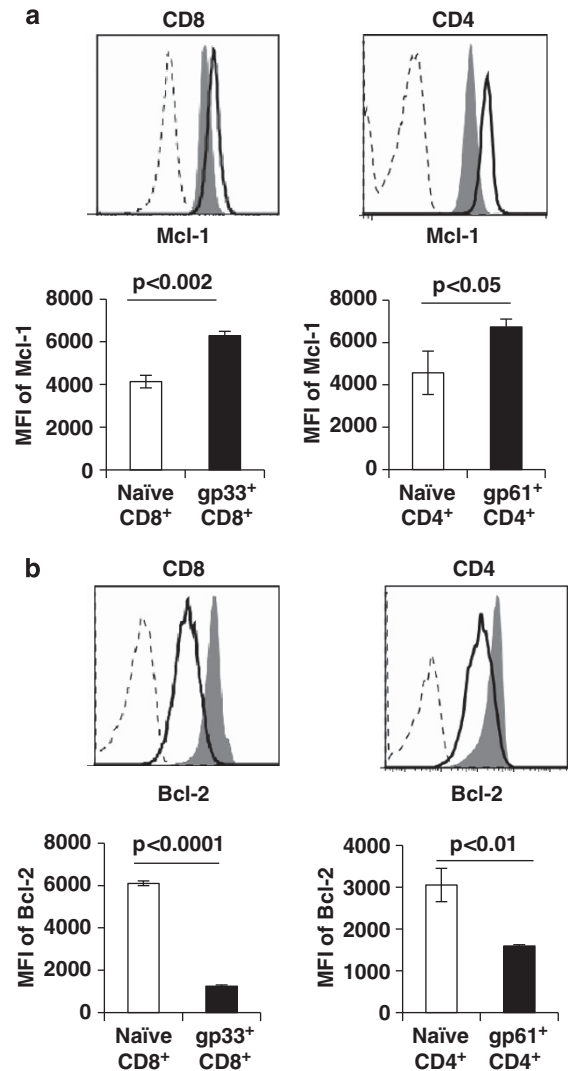 a
CD8 CD4
Mcl-1 Mcl-1
p<0.002 p<0.05
MFI of Mcl-1
8000
6000
4000
2000
0
Naïve CD8⁺
gp33⁺ CD8⁺
MFI of Mcl-1
8000
6000
4000
2000
0
Naïve CD4⁺
gp61⁺ CD4⁺
b
CD8 CD4
Bcl-2 Bcl-2
p<0.0001 p<0.01
MFI of Bcl-2
8000
6000
4000
2000
0
Naïve CD8⁺
gp33⁺ CD8⁺
MFI of Bcl-2
4000
3000
2000
1000
0
Naïve CD4⁺
gp61⁺ CD4⁺